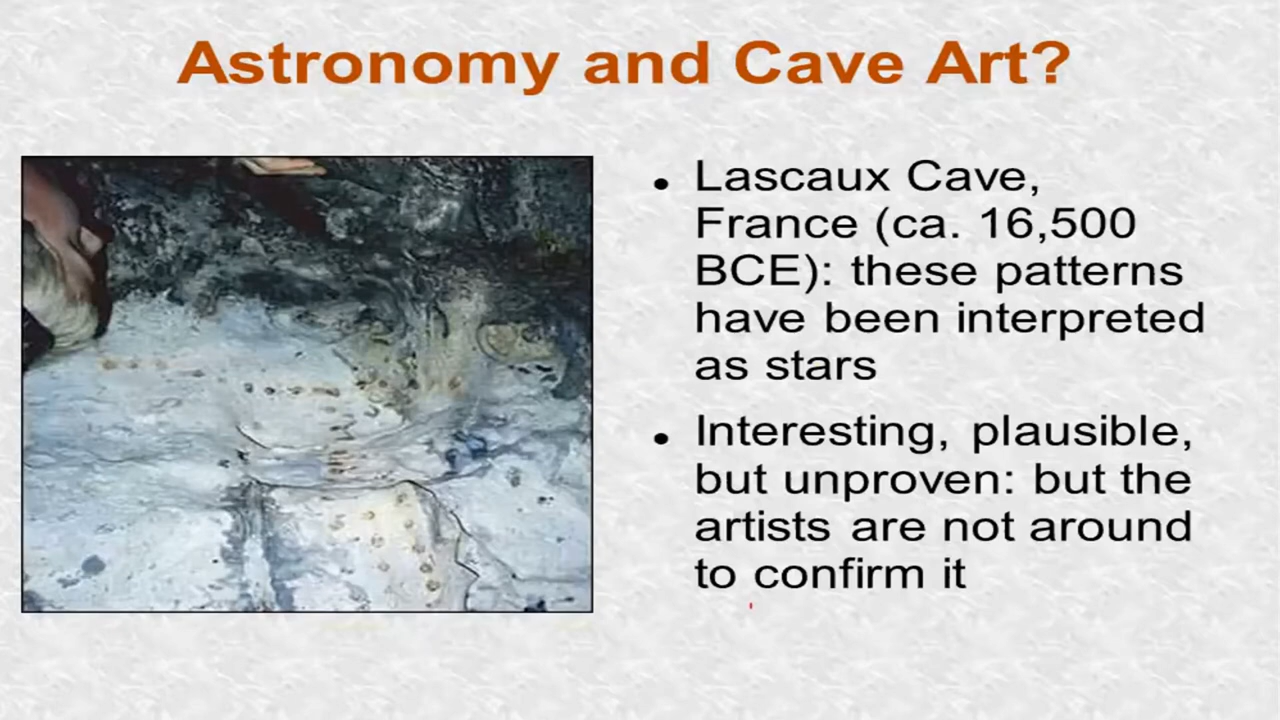 Astronomy and Cave Art?
• Lascaux Cave,
France (ca. 16,500
BCE): these patterns
have been interpreted
as stars
• Interesting, plausible,
but unproven: but the
artists are not around
to confirm it